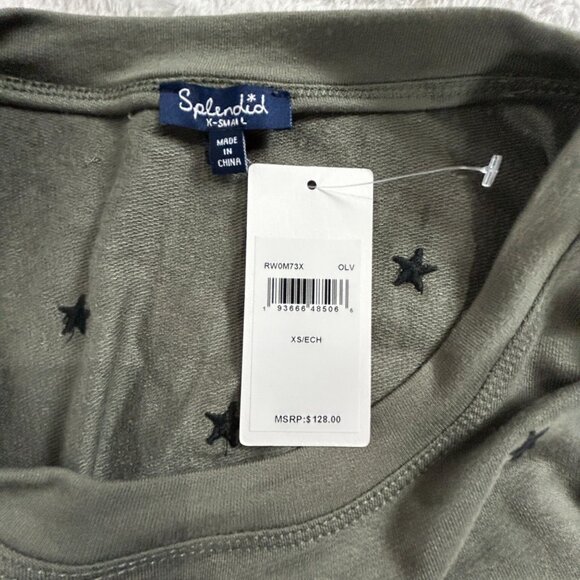 Splendid
X-SMALL
MADE
IN
CHINA
RW0M73X OLV
1 93666 48506 6
XS/ECH
MSRP:$128.00